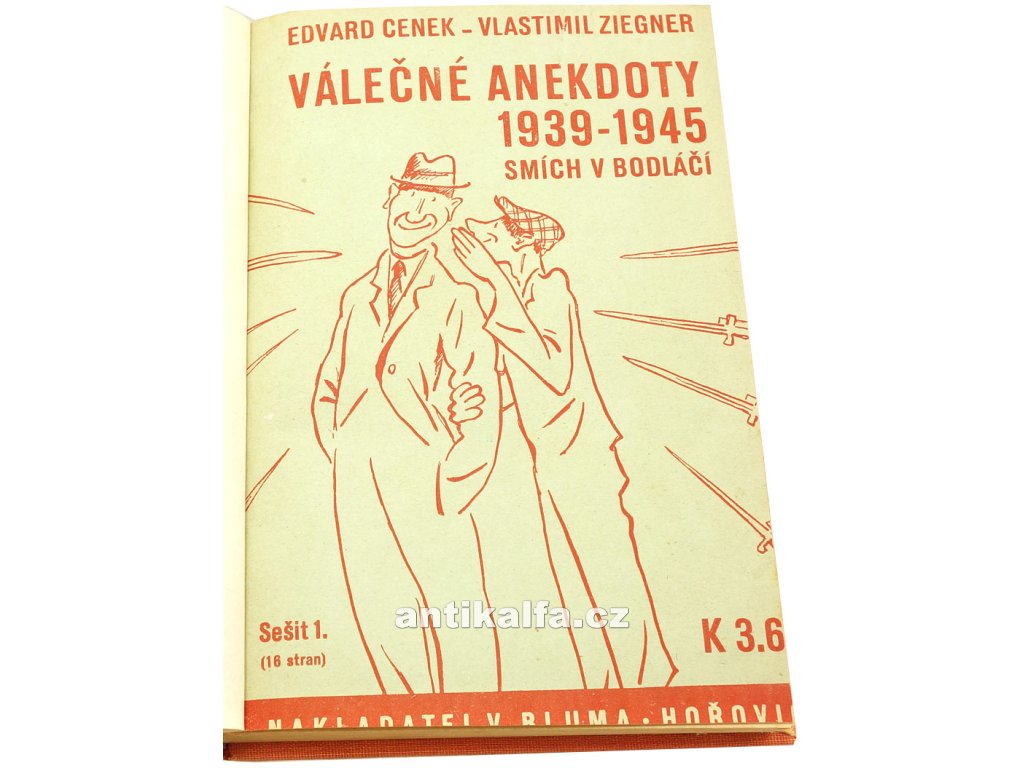 EDVARD CENEK - VLASTIMIL ZIEGNER
VÁLEČNÉ ANEKDOTY
1939-1945
SMÍCH V BODLÁČÍ
antikalfa.cz
Sešit 1.
(16 stran)
K 3.6
NAKLADATEL V. BLUMA · HOŘOVI